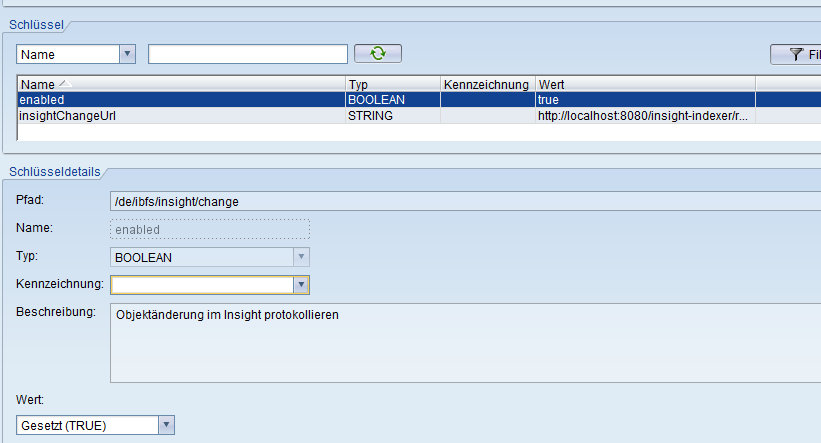 Schlüssel
Name
Fil
Name Typ Kennzeichnung Wert
enabled BOOLEAN true
insightChangeUrl STRING http://localhost:8080/insight-indexer/r...
Schlüsseldetails
Pfad: /de/ibfs/insight/change
Name: enabled
Typ: BOOLEAN
Kennzeichnung:
Beschreibung: Objektänderung im Insight protokollieren
Wert:
Gesetzt (TRUE)